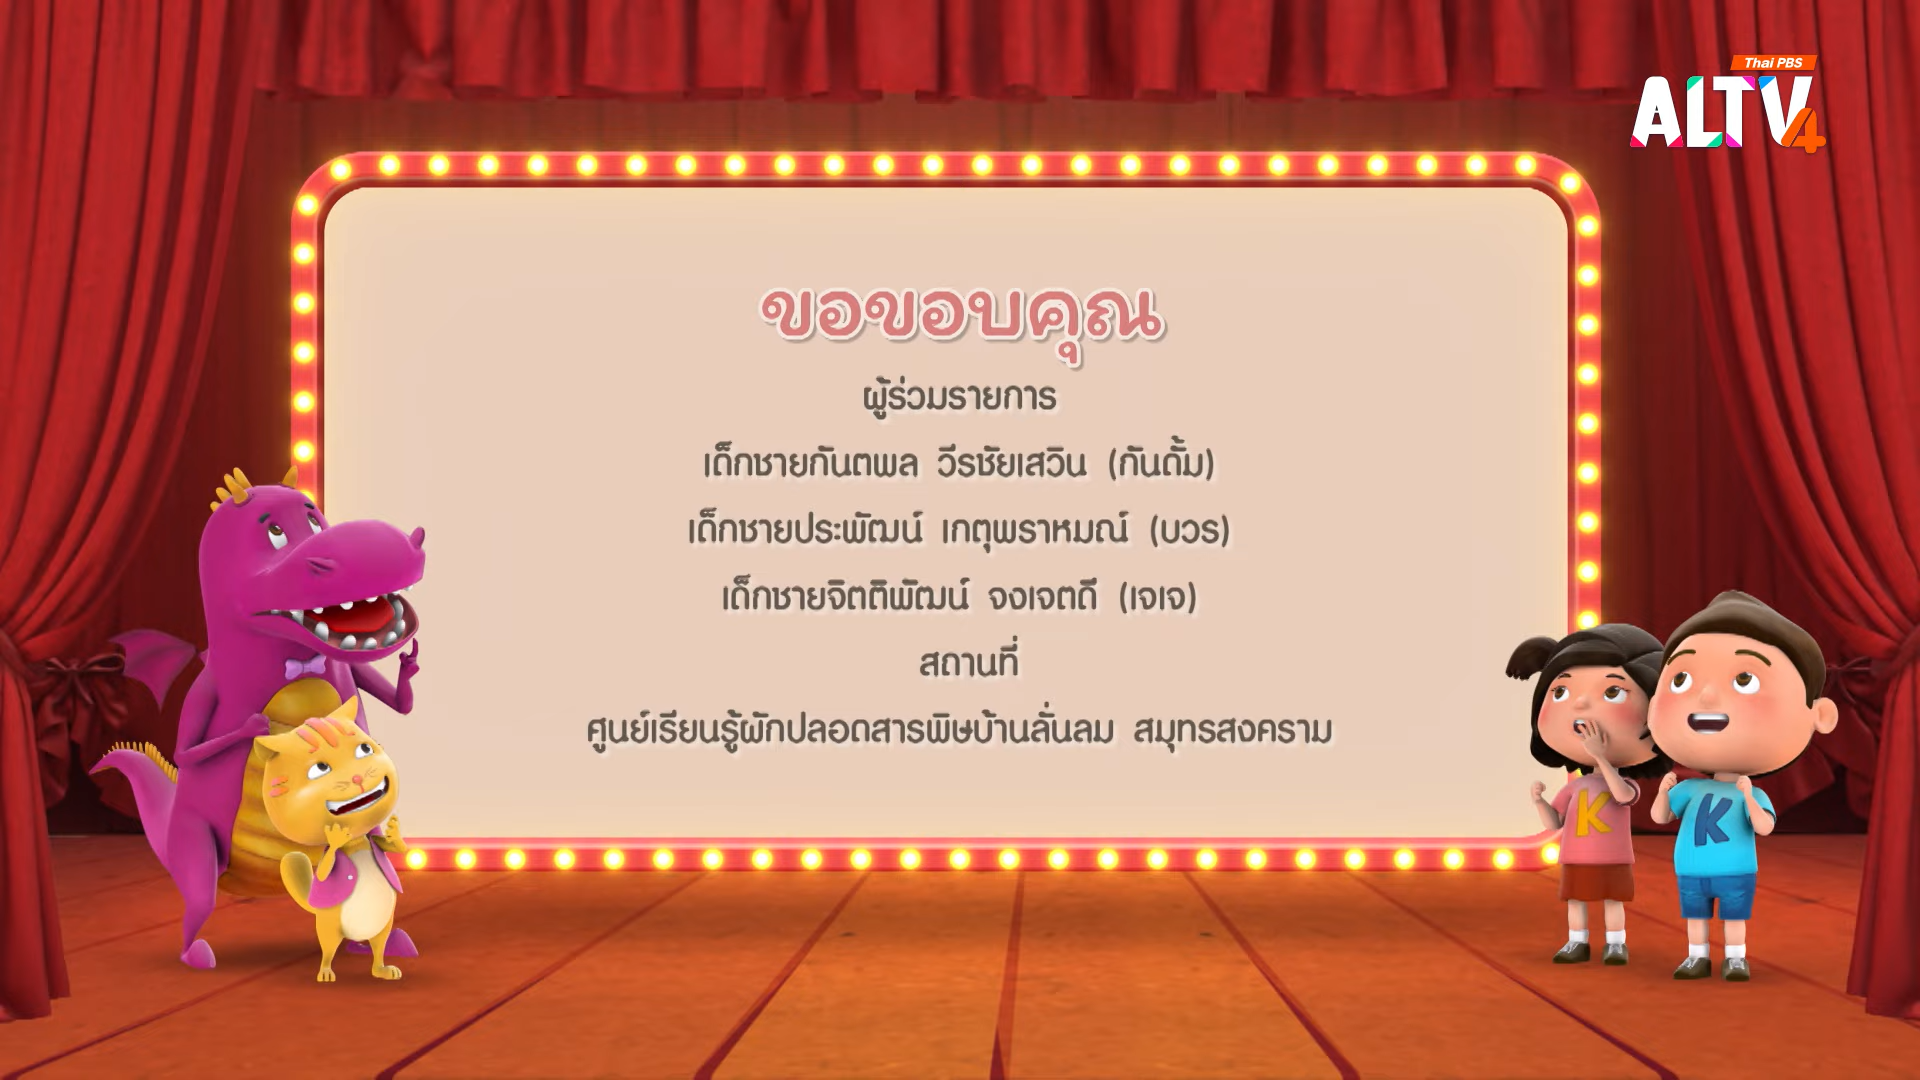 Thai PBS
ALTV4
ขอขอบคุณ
ผู้ร่วมรายการ
เด็กชายกันตพล วีรชัยเสวิน (กันดั้ม)
เด็กชายประพัฒน์ เกตุพราหมณ์ (บวร)
เด็กชายจิตติพัฒน์ จงเจตดี (เจเจ)
สถานที่
ศูนย์เรียนรู้ผักปลอดสารพิษบ้านลั่นลม สมุทรสงคราม
K
K